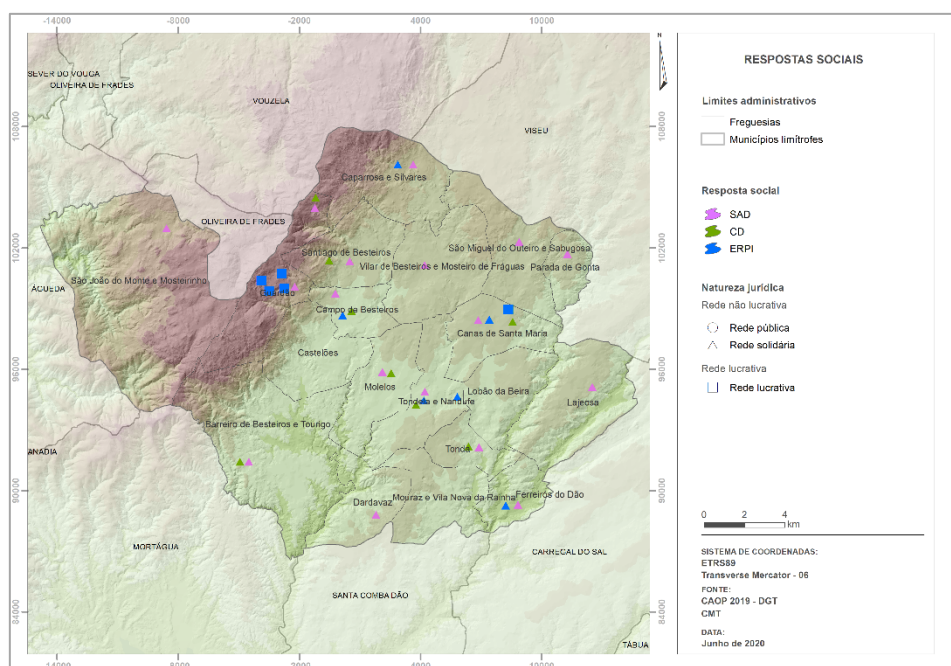 -14000
-8000
-2000
4000
10000
SEVER DO VOUGA
OLIVEIRA DE FRADES
VOUZELA
VISEU
N
108000
108000
Caparrosa e Silvares
OLIVEIRA DE FRADES
102000
102000
Santiago de Besteiros
São Miguel do Outeiro e Sabugosa
Vilar de Besteiros e Mosteiro de Fráguas
Parada de Gonta
São João do Monte e Mosteirinho
ÁGUEDA
Guardão
Campo de Besteiros
Canas de Santa Maria
Castelões
96000
96000
Molelos
Lobão da Beira
Tondela e Nandufe
Lajeosa
Barreiro de Besteiros e Tourigo
ANADIA
Tonda
90000
90000
Mouraz e Vila Nova da Rainha
Ferreirós do Dão
Dardavaz
MORTÁGUA
CARREGAL DO SAL
SANTA COMBA DÃO
84000
84000
TÁBUA
-14000
-8000
-2000
4000
10000
RESPOSTAS SOCIAIS
Limites administrativos
Freguesias
Municípios limítrofes
Resposta social
SAD
CD
ERPI
Natureza jurídica
Rede não lucrativa
Rede pública
Rede solidária
Rede lucrativa
Rede lucrativa
0 2 4
km
SISTEMA DE COORDENADAS:
ETRS89
Transverse Mercator - 06
FONTE:
CAOP 2019 - DGT
CMT
DATA:
Junho de 2020